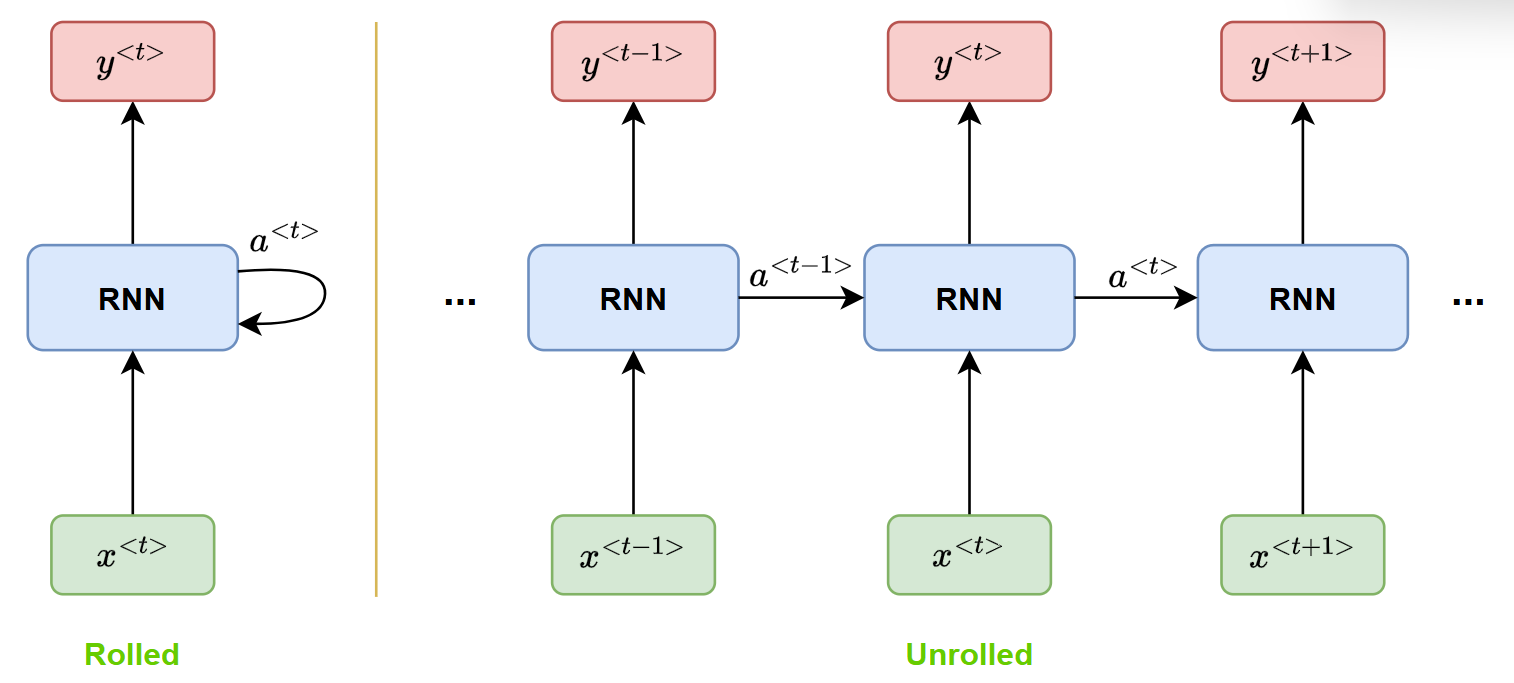 y^{<t>}
a^{<t>}
RNN
x^{<t>}
Rolled
y^{<t-1>} y^{<t>} y^{<t+1>}
... RNN a^{<t-1>} RNN a^{<t>} RNN ...
x^{<t-1>} x^{<t>} x^{<t+1>}
Unrolled